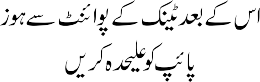 اس کے بعد ٹینک کے پوائنٹ سے ہوز
پائپ کو علیحدہ کریں